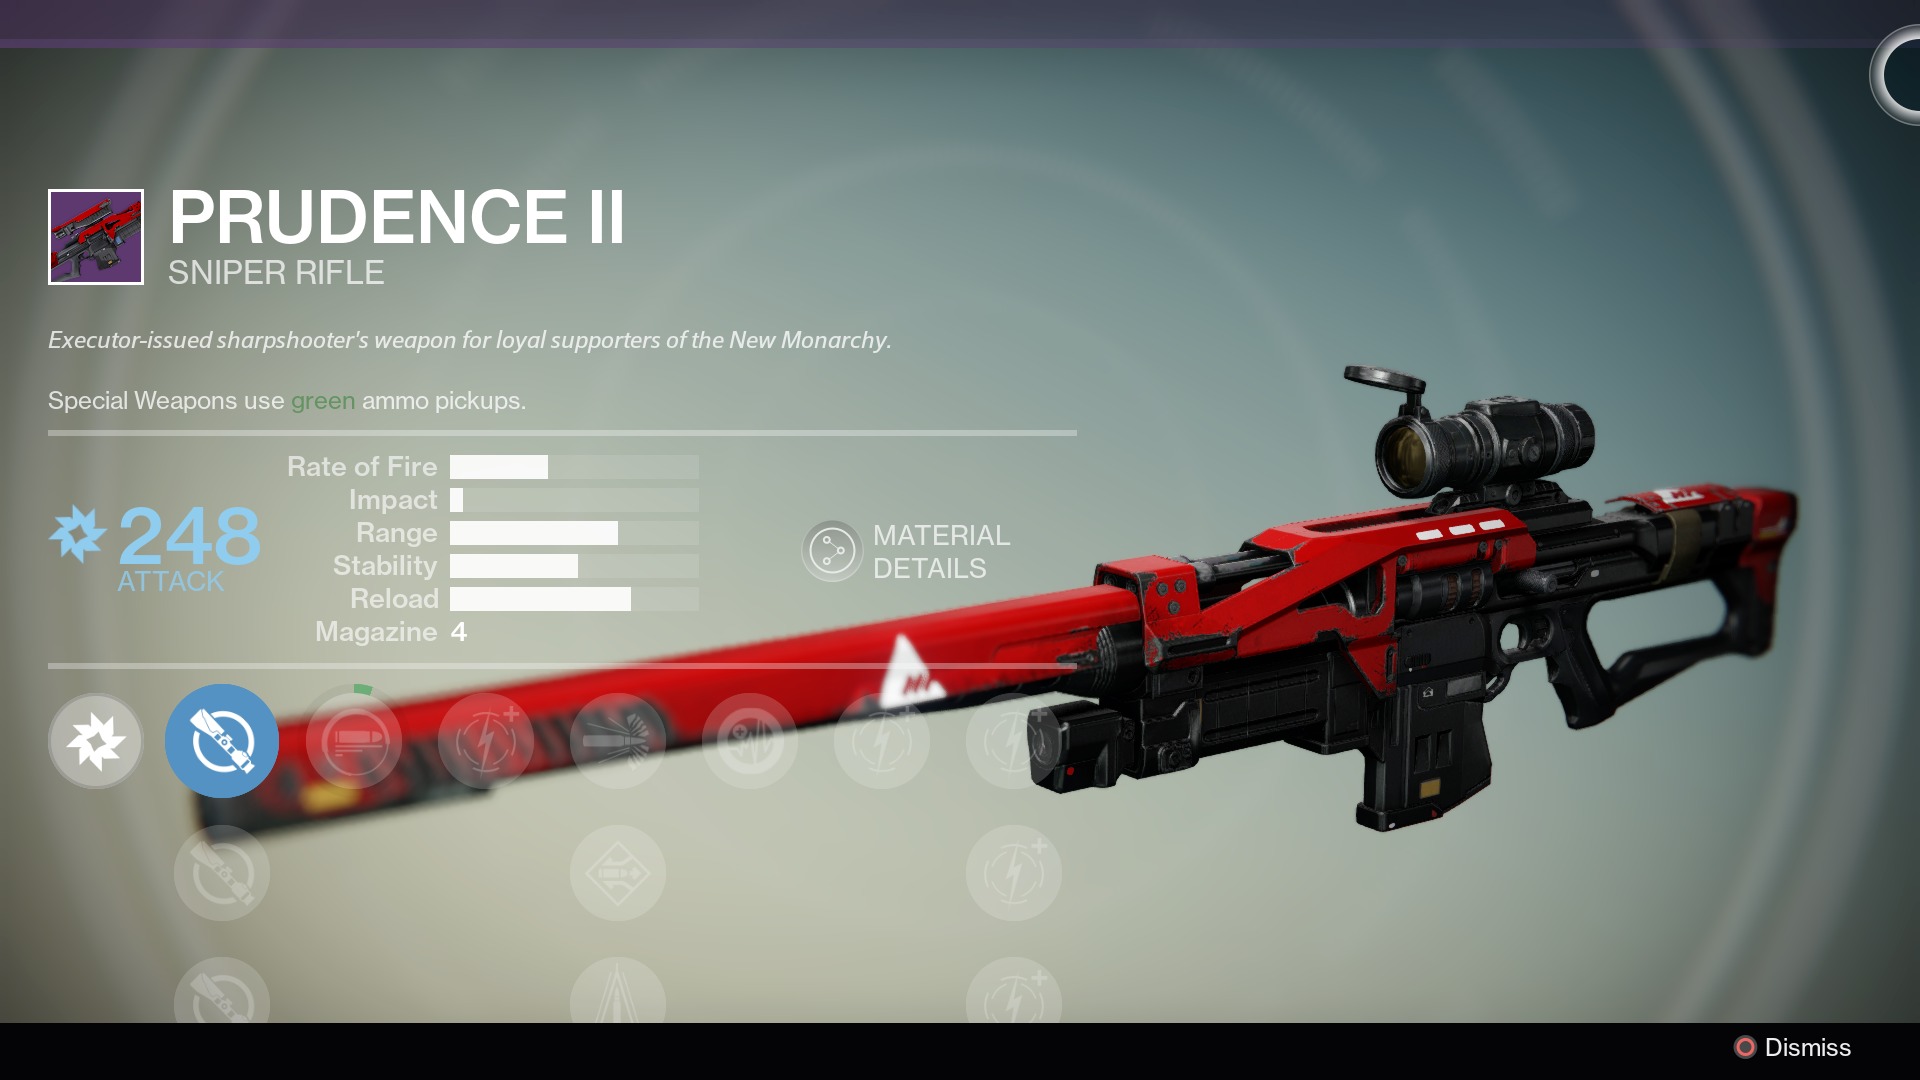 PRUDENCE II
SNIPER RIFLE
Executor-issued sharpshooter's weapon for loyal supporters of the New Monarchy.
Special Weapons use green ammo pickups.
248
ATTACK
Rate of Fire
Impact
Range
Stability
Reload
Magazine 4
MATERIAL
DETAILS
Dismiss